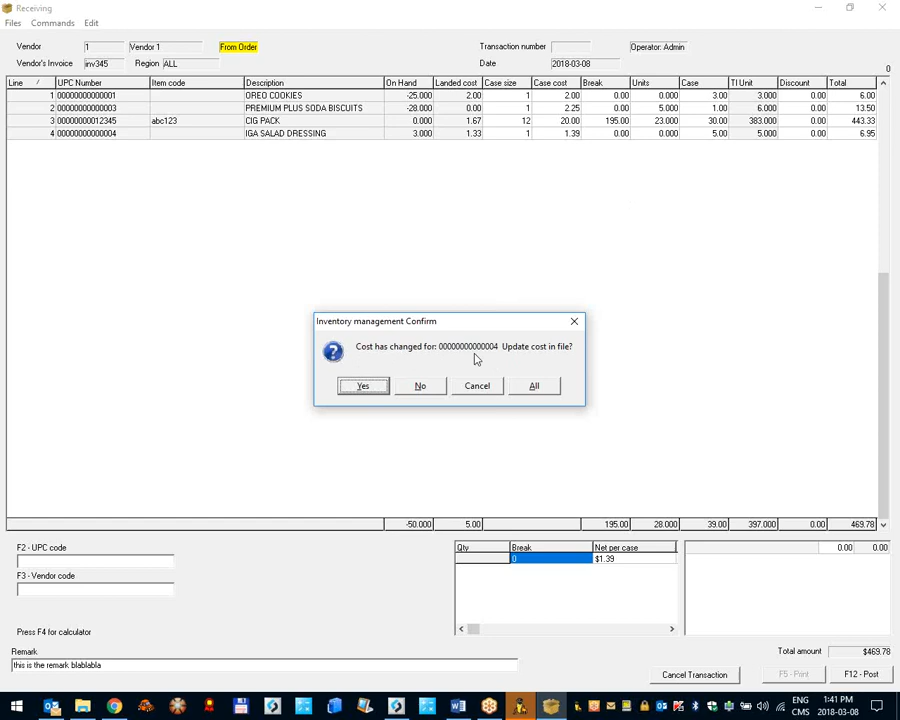 Receiving
Files Commands Edit
Vendor 1 Vendor 1 From Order Transaction number Operator: Admin
Vendor's Invoice inv345 Region ALL Date 2018-03-08
0
Line / UPC Number Item code Description On Hand Landed cost Case size Case cost Break Units Case Tl Unit Discount Total
1 00000000000001 OREO COOKIES -25.000 2.00 1 2.00 0.00 0.000 3.00 3.000 0.00 6.00
2 00000000000003 PREMIUM PLUS SODA BISCUITS -28.000 0.00 1 2.25 0.00 5.000 1.00 6.000 0.00 13.50
3 00000000012345 abc123 CIG PACK 0.000 1.67 12 20.00 195.00 23.000 30.00 383.000 0.00 443.33
4 00000000000004 IGA SALAD DRESSING 3.000 1.33 1 1.39 0.00 0.000 5.00 5.000 0.00 6.95
Inventory management Confirm
Cost has changed for: 00000000000004 Update cost in file?
Yes No Cancel All
-50.000 5.00 195.00 28.000 39.00 397.000 0.00 469.78
F2 - UPC code
F3 - Vendor code
Qty Break Net per case
0 $1.39
0.00 0.00
Press F4 for calculator
Remark
this is the remark blablabla
Total amount $469.78
Cancel Transaction F5 - Print F12 - Post
ENG 1:41 PM
CMS 2018-03-08